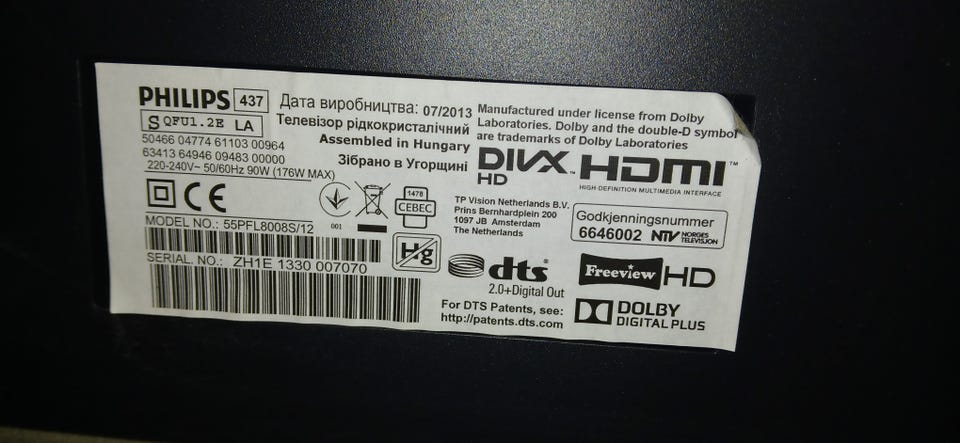 PHILIPS 437
S QFU1.2E LA
50466 04774 61103 00964
63413 64946 09483 00000
220-240V~ 50/60Hz 90W (176W MAX)
CE
MODEL NO.: 55PFL8008S/12
SERIAL. NO.: ZH1E 1330 007070
Дата виробництва: 07/2013
Телевізор рідкокристалічний
Assembled in Hungary
Зібрано в Угорщині
001
1478
CEBEC
Hg
Manufactured under license from Dolby
Laboratories. Dolby and the double-D symbol
are trademarks of Dolby Laboratories
DIVX™
HD
HDMI™
HIGH-DEFINITION MULTIMEDIA INTERFACE
TP Vision Netherlands B.V.
Prins Bernhardplein 200
1097 JB Amsterdam
The Netherlands
Godkjenningsnummer
6646002 NTV NORGES
TELEVISJON
dts
2.0+Digital Out
For DTS Patents, see:
http://patents.dts.com
Freeview HD
DOLBY
DIGITAL PLUS